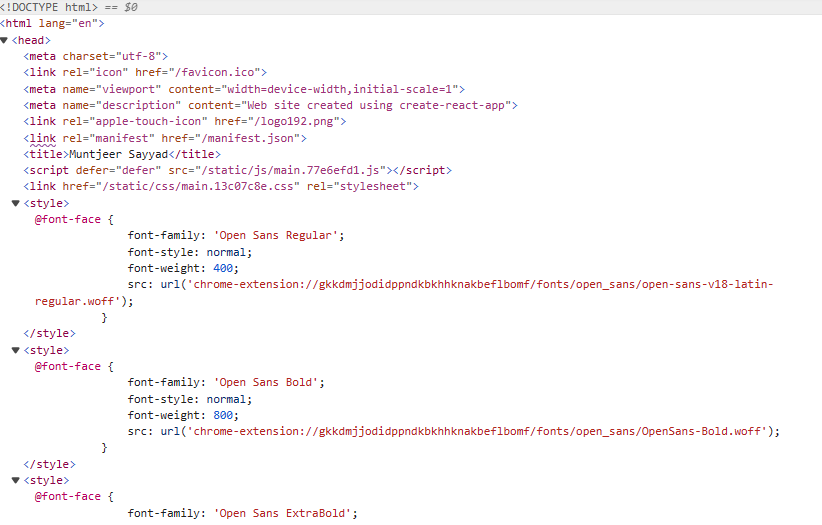 <!DOCTYPE html> == $0
<html lang="en">
<head>
<meta charset="utf-8">
<link rel="icon" href="/favicon.ico">
<meta name="viewport" content="width=device-width,initial-scale=1">
<meta name="description" content="Web site created using create-react-app">
<link rel="apple-touch-icon" href="/logo192.png">
<link rel="manifest" href="/manifest.json">
<title>Muntjeer Sayyad</title>
<script defer="defer" src="/static/js/main.77e6efd1.js"></script>
<link href="/static/css/main.13c07c8e.css" rel="stylesheet">
<style>
@font-face {
font-family: 'Open Sans Regular';
font-style: normal;
font-weight: 400;
src: url('chrome-extension://gkkdmjjodidppndkbkhhknakbeflbomf/fonts/open_sans/open-sans-v18-latin-
regular.woff');
}
</style>
<style>
@font-face {
font-family: 'Open Sans Bold';
font-style: normal;
font-weight: 800;
src: url('chrome-extension://gkkdmjjodidppndkbkhhknakbeflbomf/fonts/open_sans/OpenSans-Bold.woff');
}
</style>
<style>
@font-face {
font-family: 'Open Sans ExtraBold';